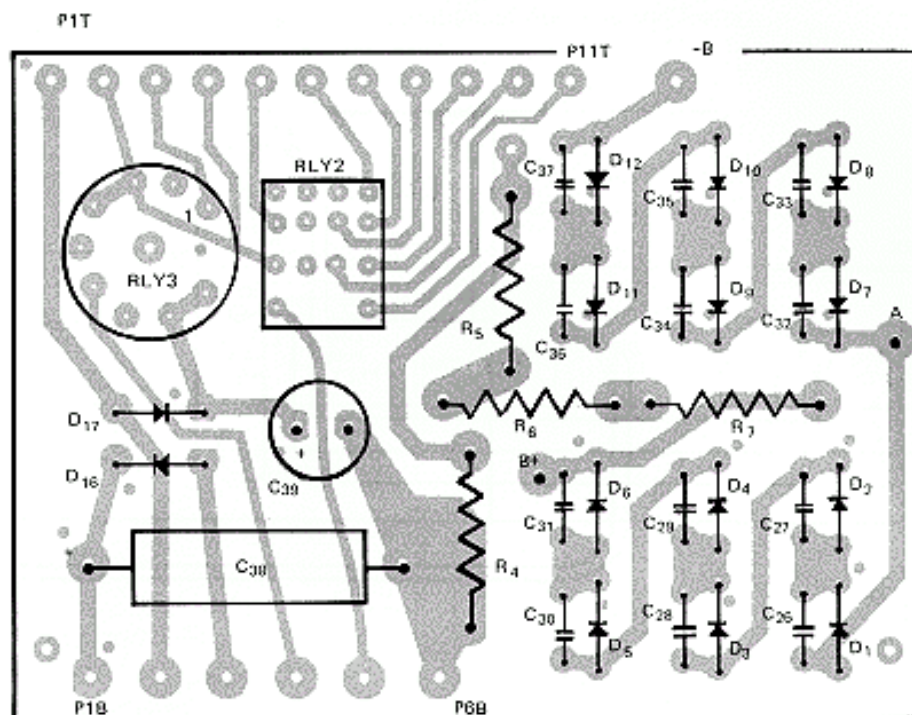 P1T
P11T
-B
RLY2
C37
D12
C35
D10
C33
D8
1
RLY3
C36
D11
C34
D9
C32
D7
A
R5
D17
R6
R7
B+
+
D16
C39
C31
D6
C29
D4
C27
D2
C38
R4
C30
D5
C28
D3
C26
D1
P1B
P6B